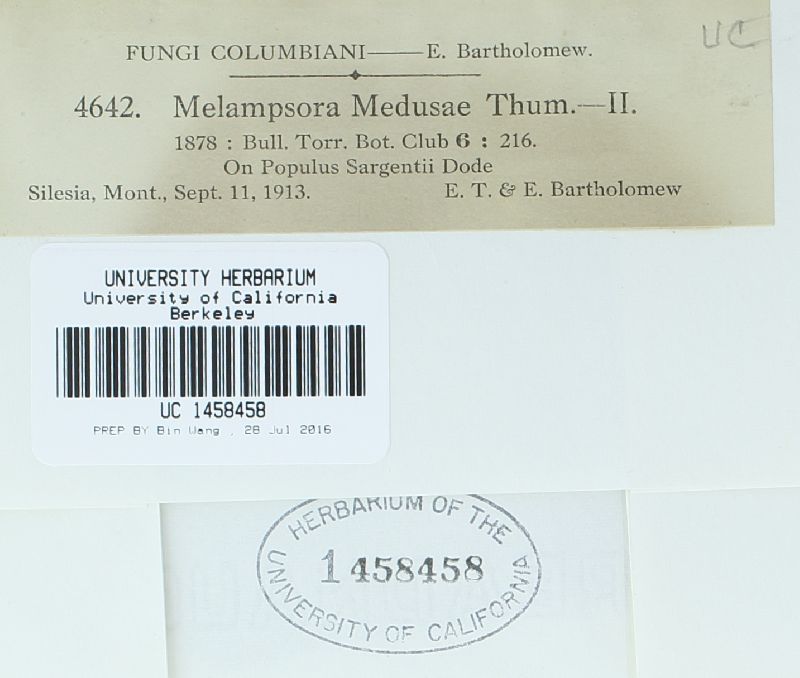 UC
FUNGI COLUMBIANI——E. Bartholomew.
4642. Melampsora Medusae Thum.—II.
1878 : Bull. Torr. Bot. Club 6 : 216.
On Populus Sargentii Dode
Silesia, Mont., Sept. 11, 1913. E. T. & E. Bartholomew
UNIVERSITY HERBARIUM
University of California
Berkeley
UC 1458458
PREP BY Bin Wang , 28 Jul 2016
HERBARIUM OF THE
1458458
UNIVERSITY OF CALIFORNIA